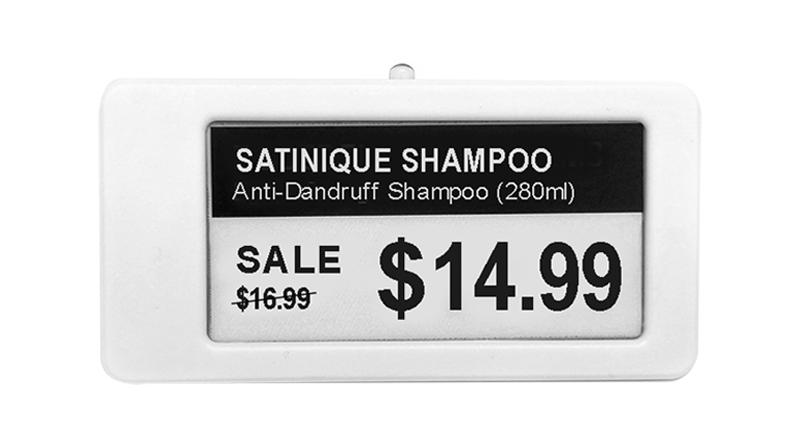 SATINIQUE SHAMPOO
Anti-Dandruff Shampoo (280ml)
SALE
$16.99
$14.99